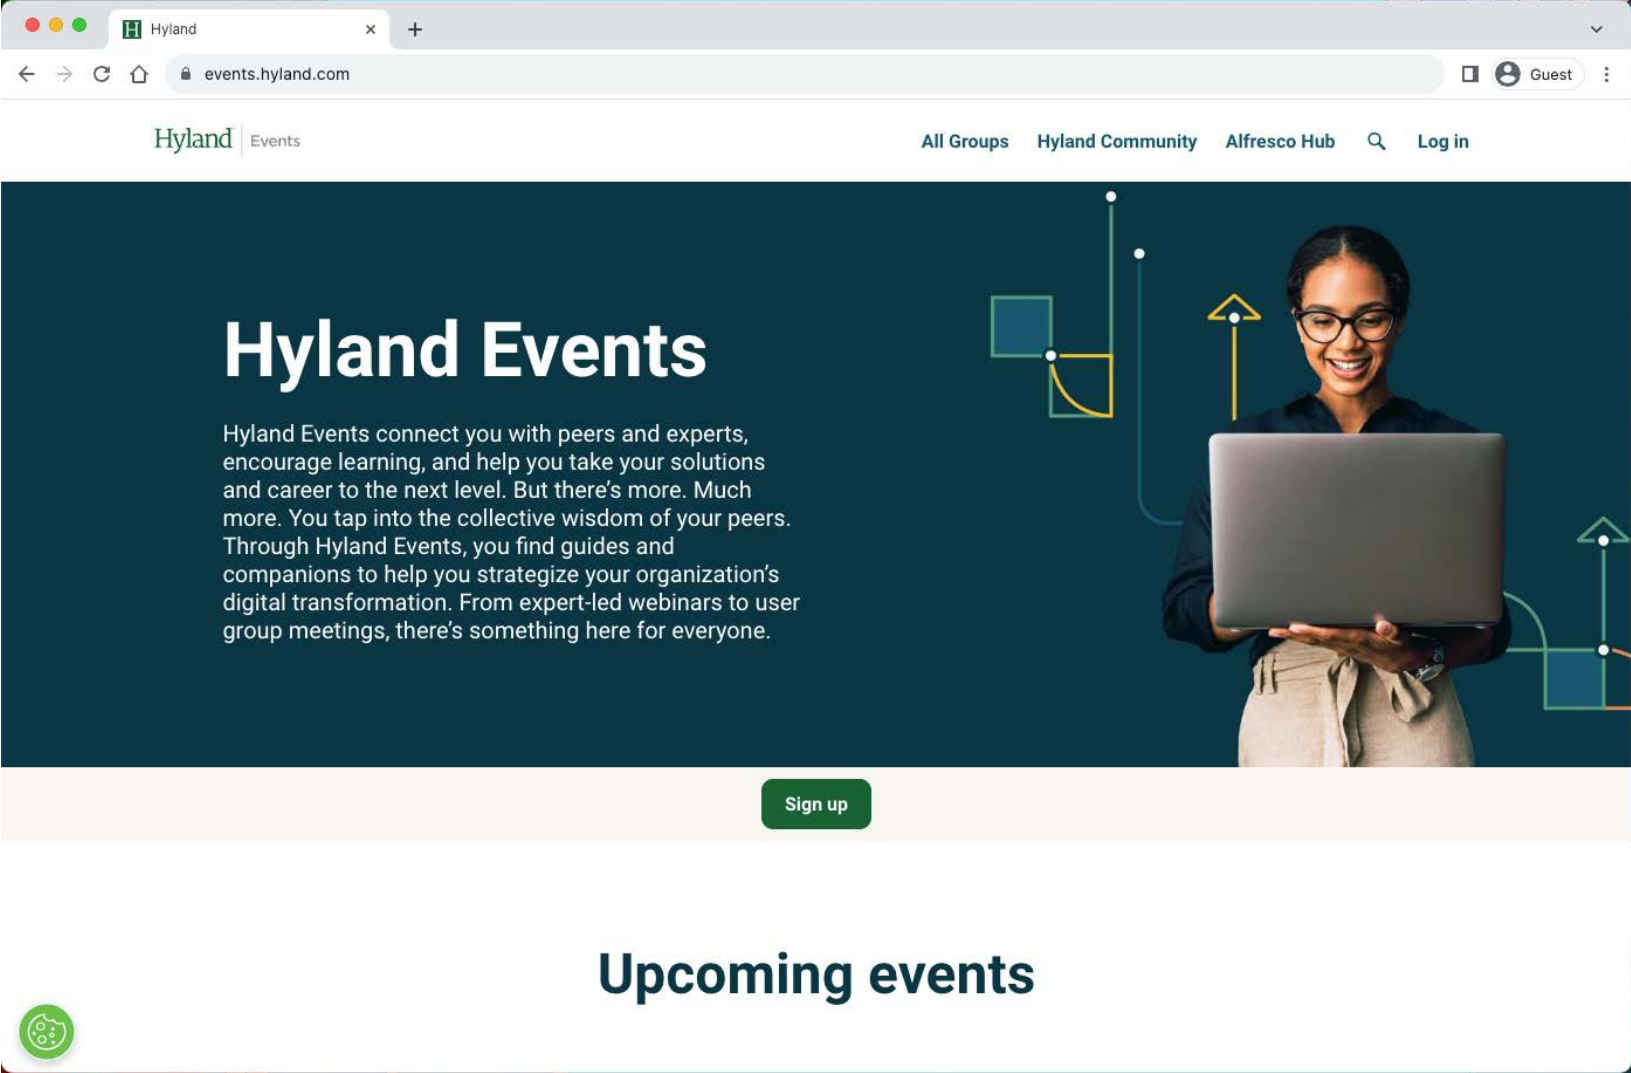 Hyland
events.hyland.com
Guest
Hyland Events
All Groups Hyland Community Alfresco Hub Log in
Hyland Events
Hyland Events connect you with peers and experts,
encourage learning, and help you take your solutions
and career to the next level. But there’s more. Much
more. You tap into the collective wisdom of your peers.
Through Hyland Events, you find guides and
companions to help you strategize your organization’s
digital transformation. From expert-led webinars to user
group meetings, there’s something here for everyone.
Sign up
Upcoming events